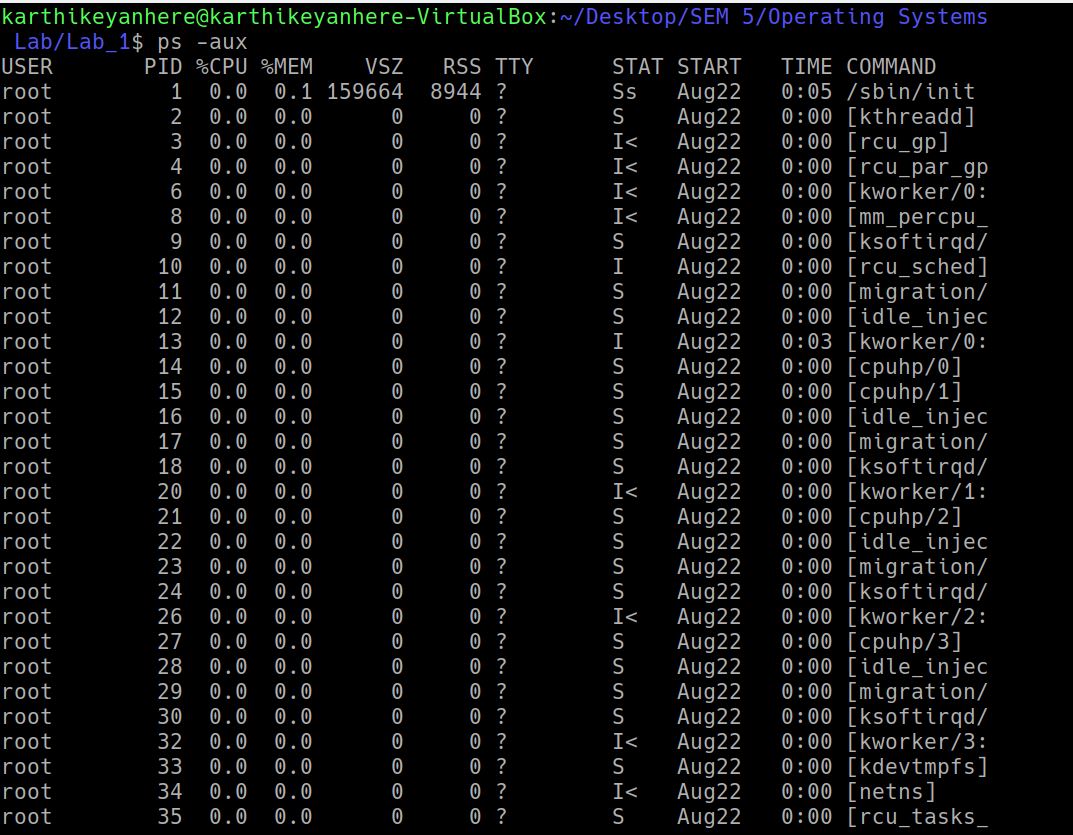 karthikeyanhere@karthikeyanhere-VirtualBox:~/Desktop/SEM 5/Operating Systems
 Lab/Lab_1$ ps -aux
USER       PID %CPU %MEM    VSZ   RSS TTY      STAT START   TIME COMMAND
root         1  0.0  0.1 159664  8944 ?        Ss   Aug22   0:05 /sbin/init
root         2  0.0  0.0      0     0 ?        S    Aug22   0:00 [kthreadd]
root         3  0.0  0.0      0     0 ?        I<   Aug22   0:00 [rcu_gp]
root         4  0.0  0.0      0     0 ?        I<   Aug22   0:00 [rcu_par_gp
root         6  0.0  0.0      0     0 ?        I<   Aug22   0:00 [kworker/0:
root         8  0.0  0.0      0     0 ?        I<   Aug22   0:00 [mm_percpu_
root         9  0.0  0.0      0     0 ?        S    Aug22   0:00 [ksoftirqd/
root        10  0.0  0.0      0     0 ?        I    Aug22   0:00 [rcu_sched]
root        11  0.0  0.0      0     0 ?        S    Aug22   0:00 [migration/
root        12  0.0  0.0      0     0 ?        S    Aug22   0:00 [idle_injec
root        13  0.0  0.0      0     0 ?        I    Aug22   0:03 [kworker/0:
root        14  0.0  0.0      0     0 ?        S    Aug22   0:00 [cpuhp/0]
root        15  0.0  0.0      0     0 ?        S    Aug22   0:00 [cpuhp/1]
root        16  0.0  0.0      0     0 ?        S    Aug22   0:00 [idle_injec
root        17  0.0  0.0      0     0 ?        S    Aug22   0:00 [migration/
root        18  0.0  0.0      0     0 ?        S    Aug22   0:00 [ksoftirqd/
root        20  0.0  0.0      0     0 ?        I<   Aug22   0:00 [kworker/1:
root        21  0.0  0.0      0     0 ?        S    Aug22   0:00 [cpuhp/2]
root        22  0.0  0.0      0     0 ?        S    Aug22   0:00 [idle_injec
root        23  0.0  0.0      0     0 ?        S    Aug22   0:00 [migration/
root        24  0.0  0.0      0     0 ?        S    Aug22   0:00 [ksoftirqd/
root        26  0.0  0.0      0     0 ?        I<   Aug22   0:00 [kworker/2:
root        27  0.0  0.0      0     0 ?        S    Aug22   0:00 [cpuhp/3]
root        28  0.0  0.0      0     0 ?        S    Aug22   0:00 [idle_injec
root        29  0.0  0.0      0     0 ?        S    Aug22   0:00 [migration/
root        30  0.0  0.0      0     0 ?        S    Aug22   0:00 [ksoftirqd/
root        32  0.0  0.0      0     0 ?        I<   Aug22   0:00 [kworker/3:
root        33  0.0  0.0      0     0 ?        S    Aug22   0:00 [kdevtmpfs]
root        34  0.0  0.0      0     0 ?        I<   Aug22   0:00 [netns]
root        35  0.0  0.0      0     0 ?        S    Aug22   0:00 [rcu_tasks_